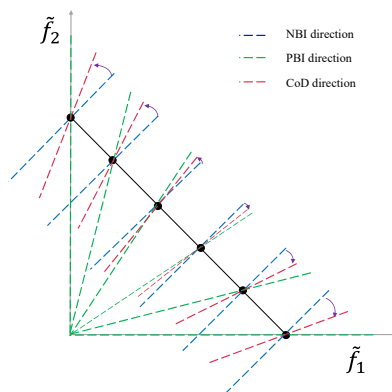 f̃₂
NBI direction
PBI direction
CoD direction
f̃₁